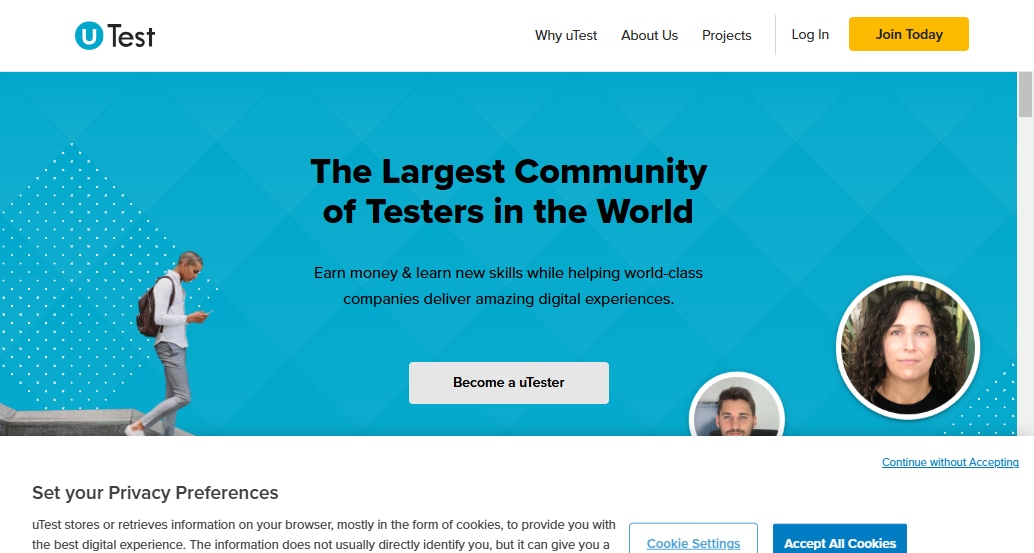 uTest
Why uTest
About Us
Projects
Log In
Join Today
The Largest Community
of Testers in the World
Earn money & learn new skills while helping world-class
companies deliver amazing digital experiences.
Become a uTester
Continue without Accepting
Set your Privacy Preferences
uTest stores or retrieves information on your browser, mostly in the form of cookies, to provide you with
the best digital experience. The information does not usually directly identify you, but it can give you a
Cookie Settings
Accept All Cookies